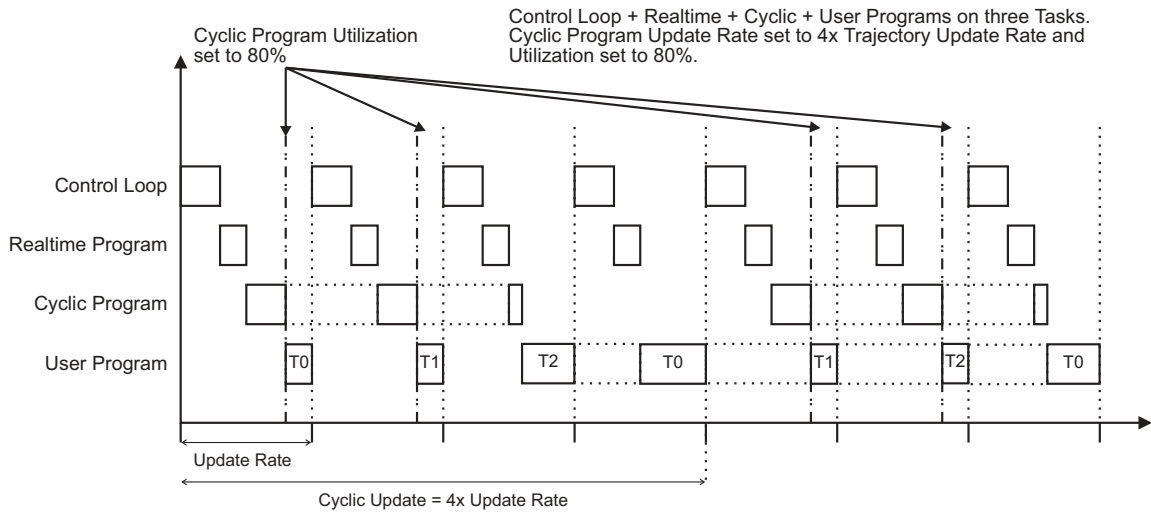 Control Loop + Realtime + Cyclic + User Programs on three Tasks.
Cyclic Program Update Rate set to 4x Trajectory Update Rate and
Utilization set to 80%.
Cyclic Program Utilization
set to 80%
Control Loop
Realtime Program
Cyclic Program
User Program
T0
T1
T2
T0
T1
T2
T0
Update Rate
Cyclic Update = 4x Update Rate